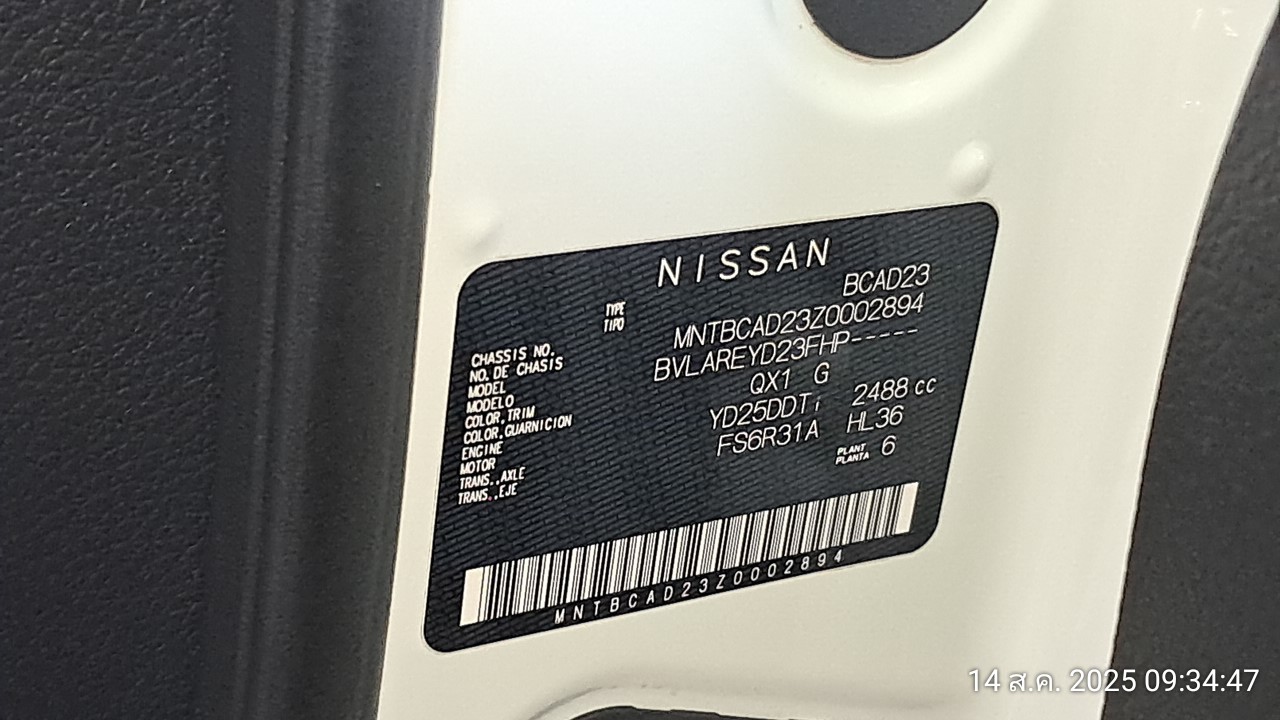 NISSAN
TYPE
TIPO
BCAD23
CHASSIS NO.
NO. DE CHASIS
MNTBCAD23Z0002894
MODEL
MODELO
BVLAREYD23FHP-----
COLOR,TRIM
COLOR,GUARNICION
QX1 G
ENGINE
MOTOR
YD25DDTi 2488 cc
TRANS.,AXLE
TRANS.,EJE
FS6R31A HL36
PLANT
PLANTA
6
MNTBCAD23Z0002894
14 ส.ค. 2025 09:34:47